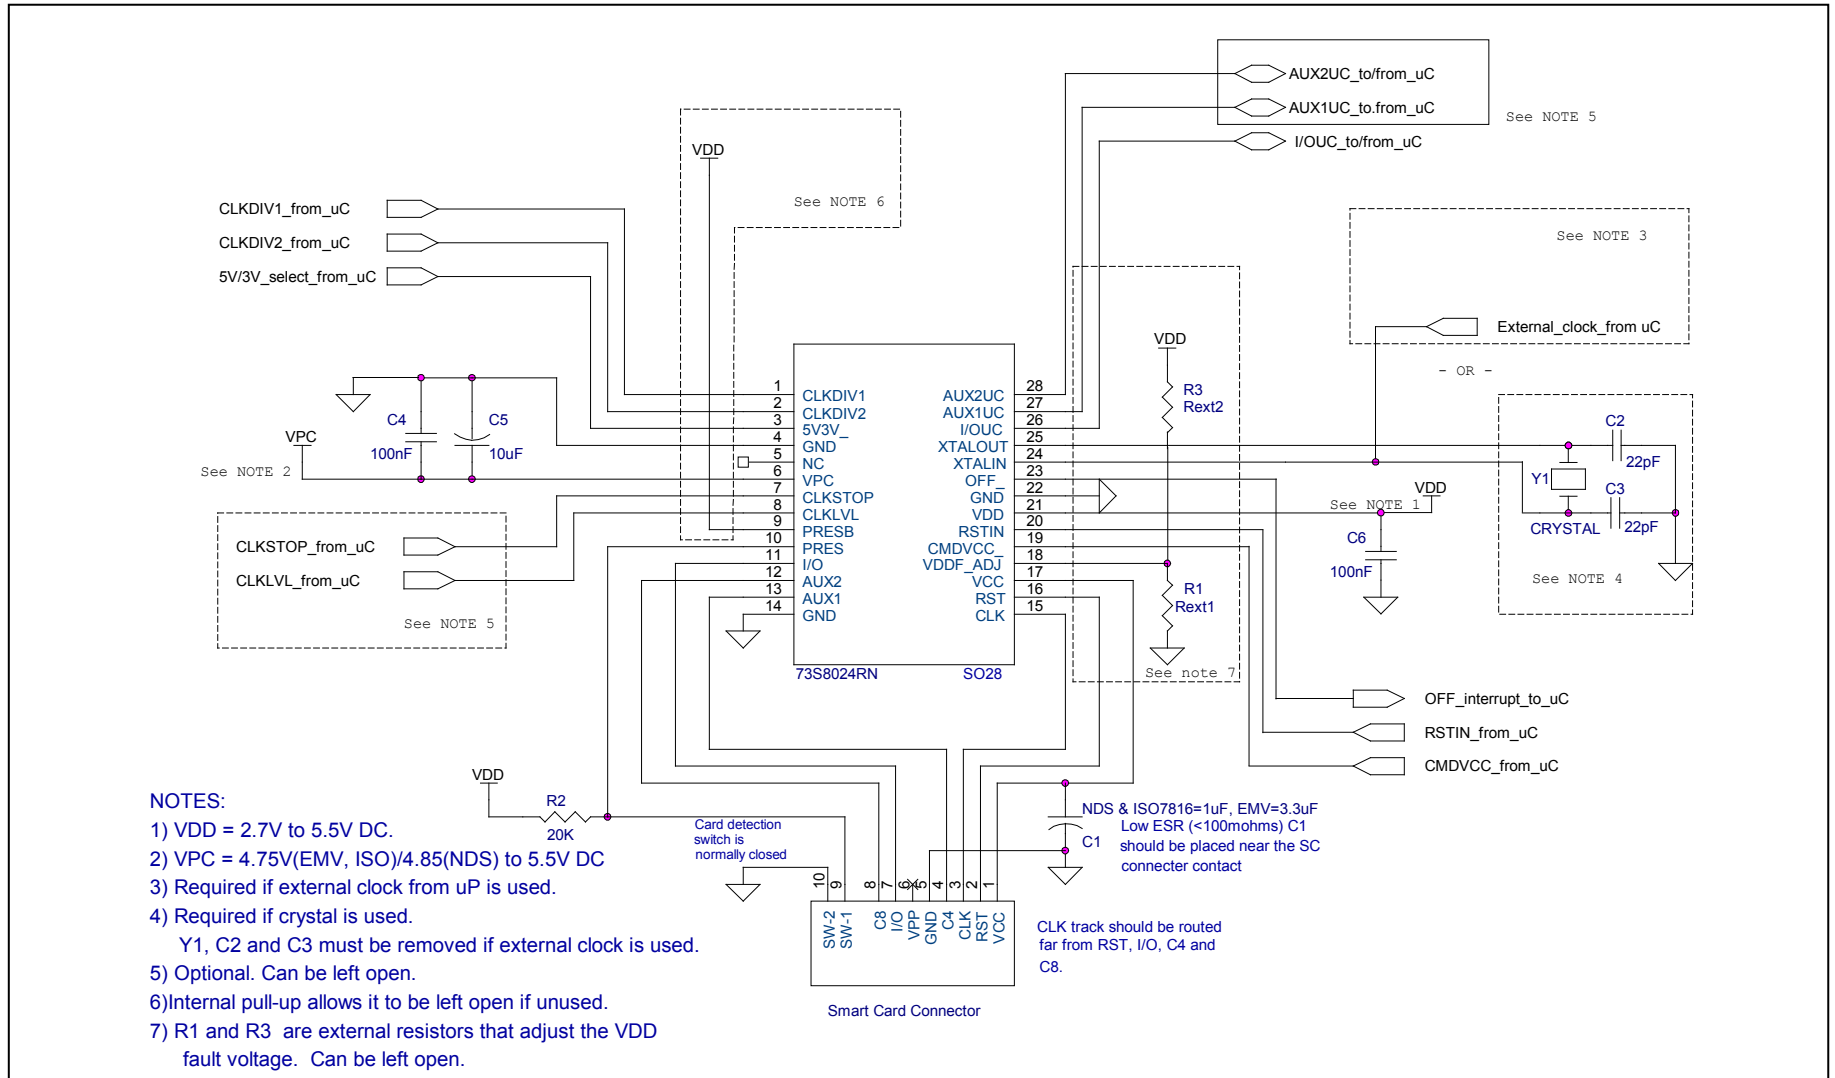 AUX2UC_to/from_uC
AUX1UC_to.from_uC
See NOTE 5
I/OUC_to/from_uC
VDD
See NOTE 6
CLKDIV1_from_uC
CLKDIV2_from_uC
5V/3V_select_from_uC
See NOTE 3
External_clock_from uC
- OR -
VDD
R3
Rext2
1
CLKDIV1
2
CLKDIV2
3
5V3V_
4
GND
5
NC
6
VPC
7
CLKSTOP
8
CLKLVL
9
PRESB
10
PRES
11
I/O
12
AUX2
13
AUX1
14
GND
28
AUX2UC
27
AUX1UC
26
I/OUC
25
XTALOUT
24
XTALIN
23
OFF_
22
GND
21
VDD
20
RSTIN
19
CMDVCC_
18
VDDF_ADJ
17
VCC
16
RST
15
CLK
73S8024RN
SO28
C4
100nF
C5
10uF
VPC
See NOTE 2
CLKSTOP_from_uC
CLKLVL_from_uC
See NOTE 5
R1
Rext1
See note 7
See NOTE 1
VDD
C6
100nF
C2
22pF
Y1
C3
22pF
CRYSTAL
See NOTE 4
OFF_interrupt_to_uC
RSTIN_from_uC
CMDVCC_from_uC
VDD
R2
20K
Card detection
switch is
normally closed
NDS & ISO7816=1uF, EMV=3.3uF
Low ESR (<100mohms) C1
should be placed near the SC
connecter contact
C1
10
9
8
7
6
5
4
3
2
1
SW-2
SW-1
C8
I/O
VPP
GND
C4
CLK
RST
VCC
CLK track should be routed
far from RST, I/O, C4 and
C8.
Smart Card Connector
NOTES:
1) VDD = 2.7V to 5.5V DC.
2) VPC = 4.75V(EMV, ISO)/4.85(NDS) to 5.5V DC
3) Required if external clock from uP is used.
4) Required if crystal is used.
Y1, C2 and C3 must be removed if external clock is used.
5) Optional. Can be left open.
6)Internal pull-up allows it to be left open if unused.
7) R1 and R3 are external resistors that adjust the VDD
fault voltage. Can be left open.